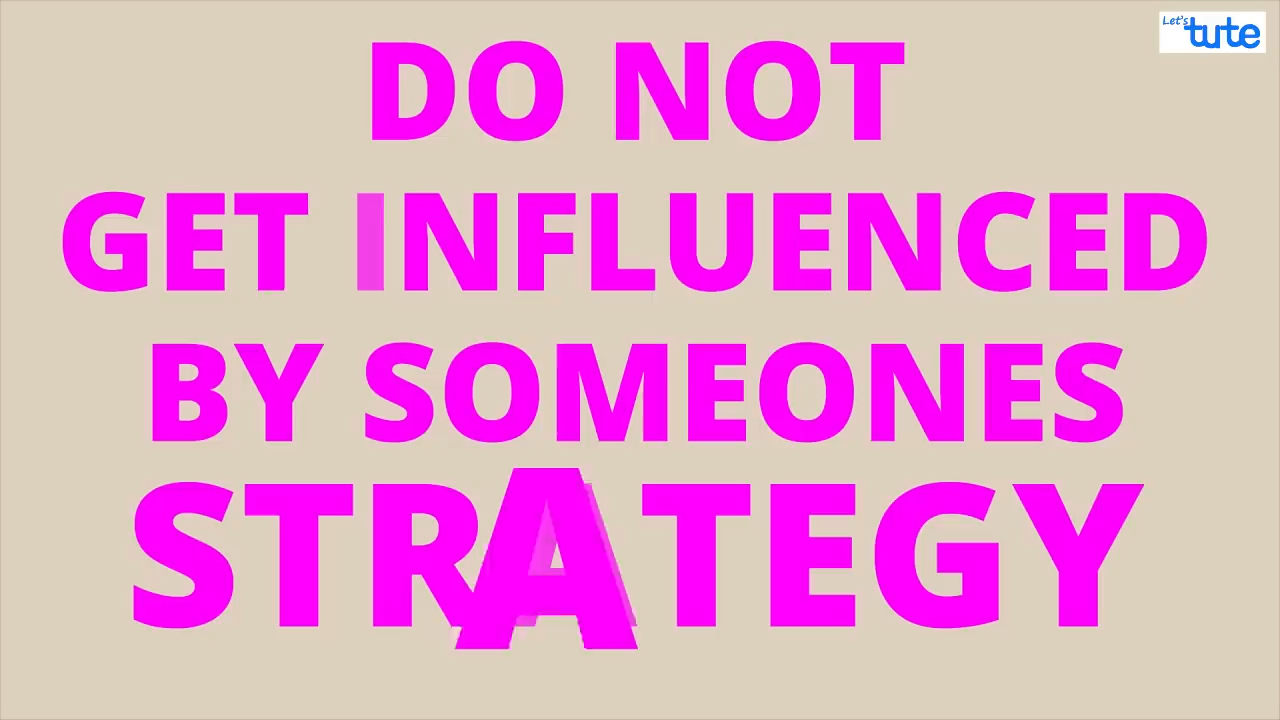 Let's
tute
DO NOT
GET INFLUENCED
BY SOMEONES
STRATEGY